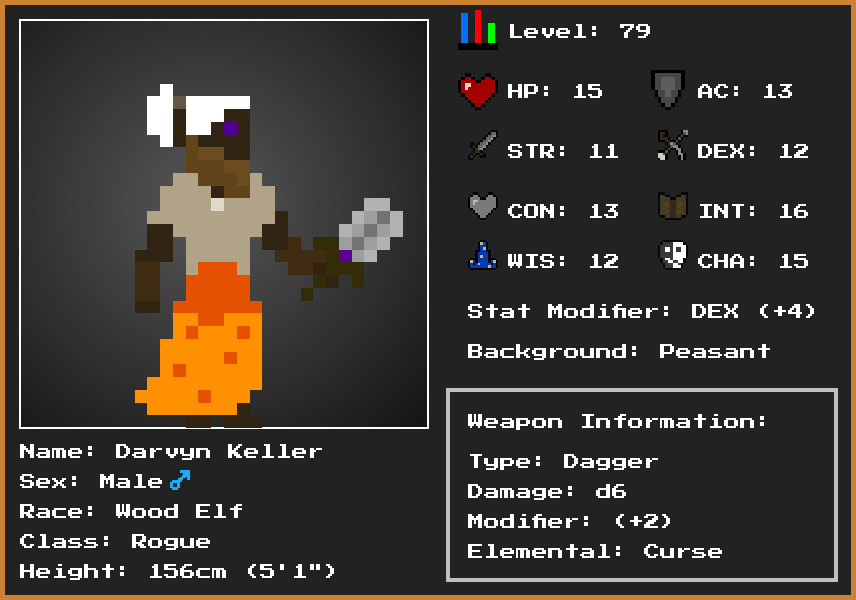 Level: 79
HP: 15 AC: 13
STR: 11 DEX: 12
CON: 13 INT: 16
WIS: 12 CHA: 15
Stat Modifier: DEX (+4)
Background: Peasant
Weapon Information:
Type: Dagger
Damage: d6
Modifier: (+2)
Elemental: Curse
Name: Darvyn Keller
Sex: Male♂
Race: Wood Elf
Class: Rogue
Height: 156cm (5'1")